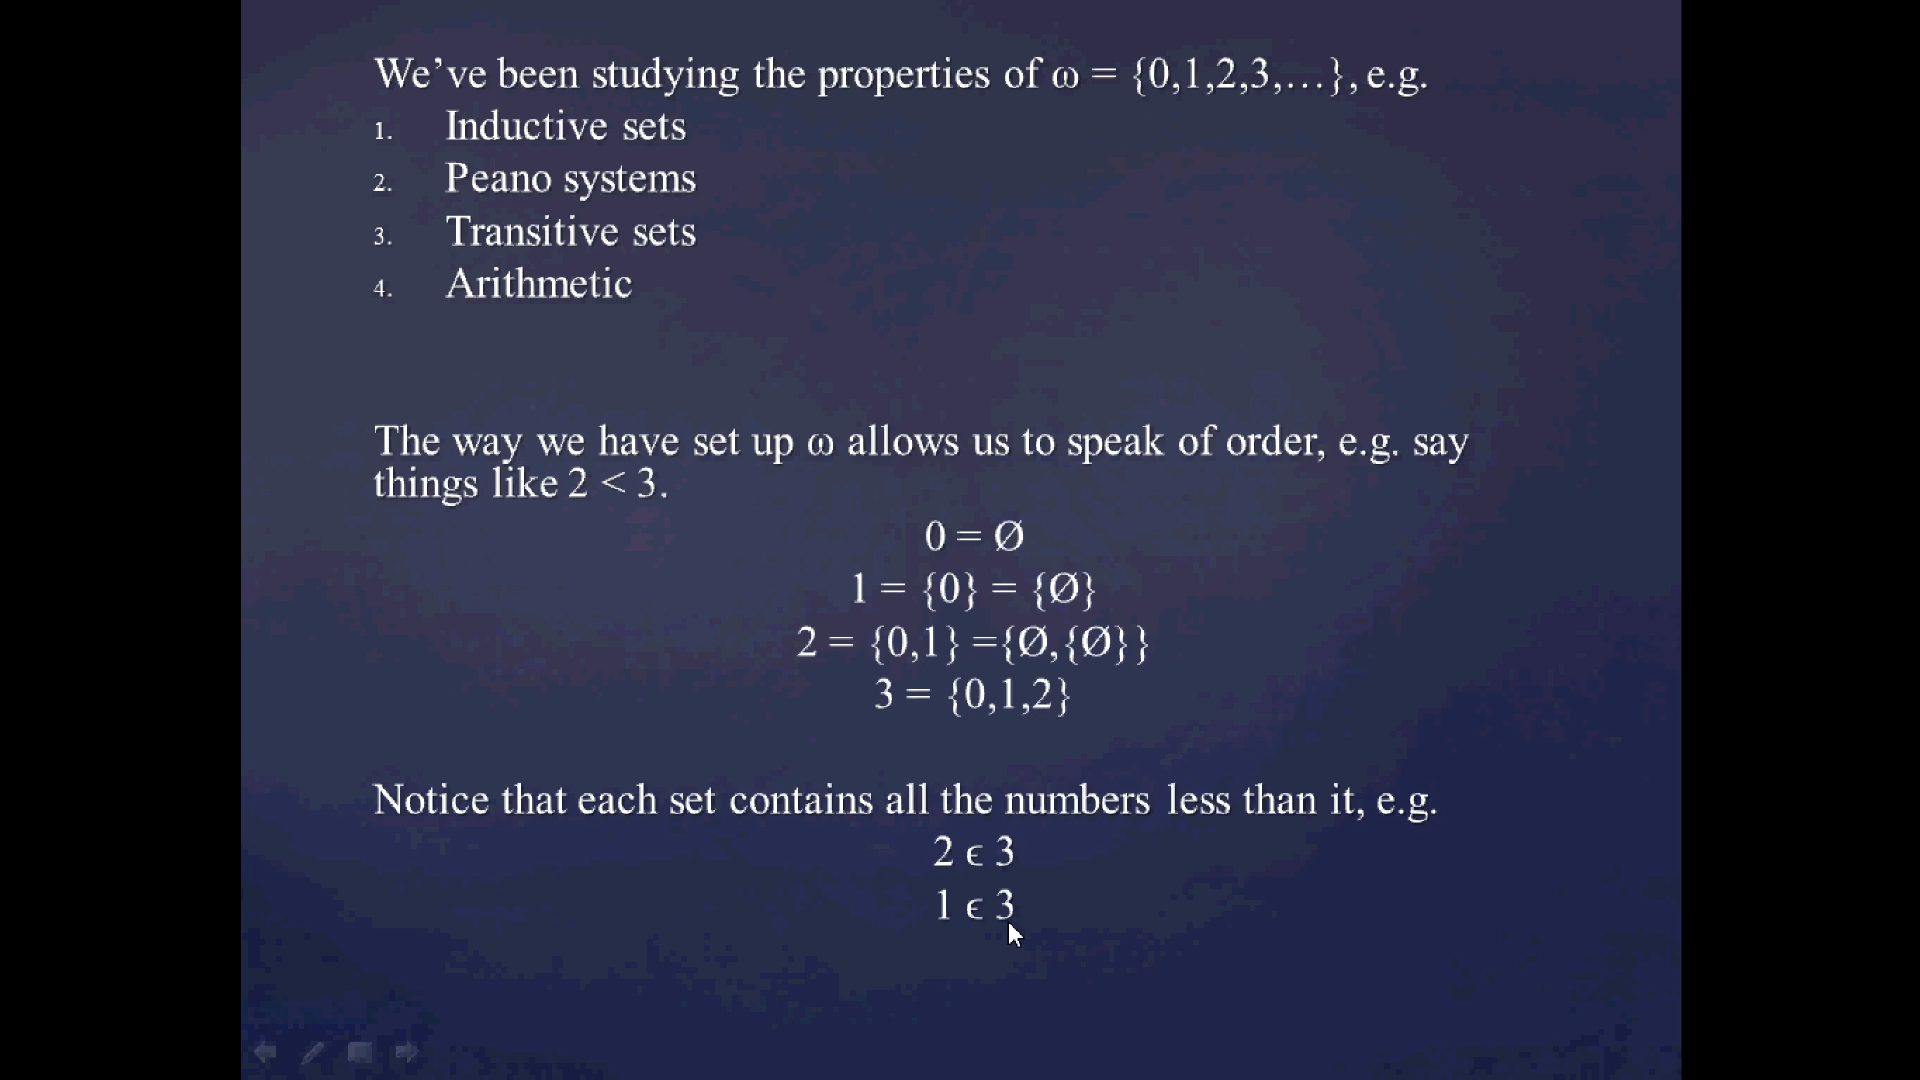 We’ve been studying the properties of ω = {0,1,2,3,…}, e.g.
1. Inductive sets
2. Peano systems
3. Transitive sets
4. Arithmetic
The way we have set up ω allows us to speak of order, e.g. say
things like 2 < 3.
0 = Ø
1 = {0} = {Ø}
2 = {0,1} ={Ø,{Ø}}
3 = {0,1,2}
Notice that each set contains all the numbers less than it, e.g.
2 ϵ 3
1 ϵ 3